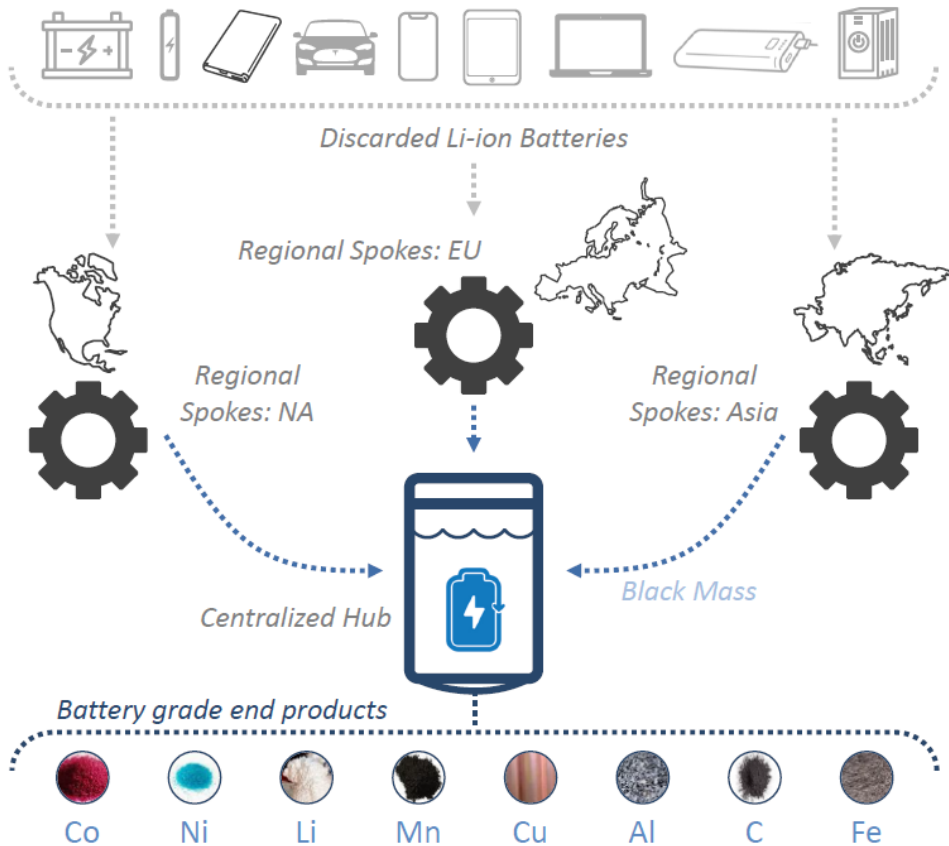 Discarded Li-ion Batteries
Regional Spokes: EU
Regional
Spokes: NA
Regional
Spokes: Asia
Black Mass
Centralized Hub
Battery grade end products
Co Ni Li Mn Cu Al C Fe